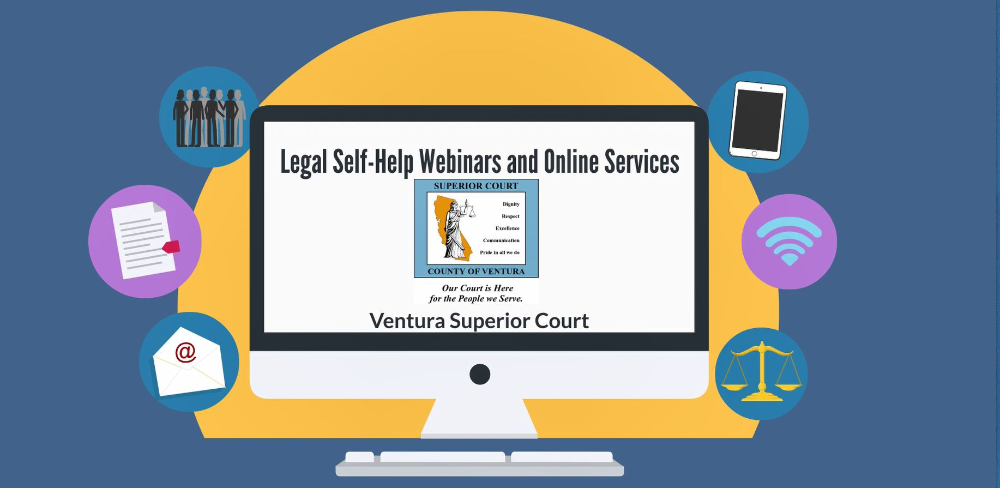 Legal Self-Help Webinars and Online Services
SUPERIOR COURT
Dignity
Respect
Excellence
Communication
Pride in all we do
COUNTY OF VENTURA
Our Court is Here
for the People we Serve.
Ventura Superior Court
@